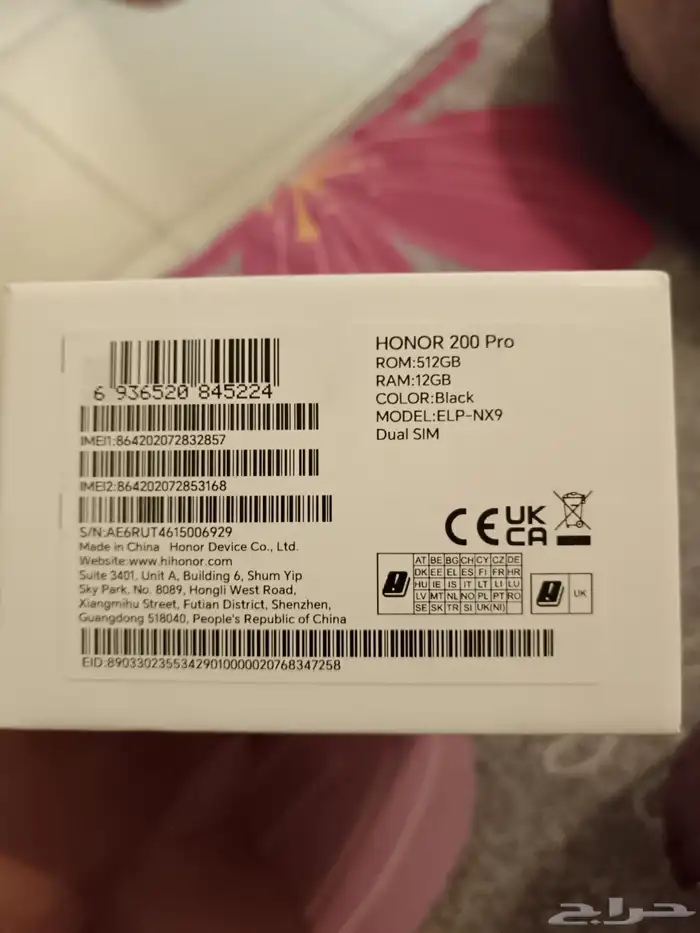 6 936520 845224
IMEI1:864202072832857
IMEI2:864202072853168
S/N:AE6RUT4615006929
Made in China Honor Device Co., Ltd.
Website:www.hihonor.com
Suite 3401, Unit A, Building 6, Shum Yip
Sky Park, No. 8089, Hongli West Road,
Xiangmihu Street, Futian District, Shenzhen,
Guangdong 518040, People's Republic of China
EID:89033023553429010000020768347258
HONOR 200 Pro
ROM:512GB
RAM:12GB
COLOR:Black
MODEL:ELP-NX9
Dual SIM
CE UK
CA
AT BE BG CH CY CZ DE
DK EE EL ES FI FR HR
HU IE IS IT LT LI LU
LV MT NL NO PL PT RO
SE SK TR SI UK(NI)
UK
حراج